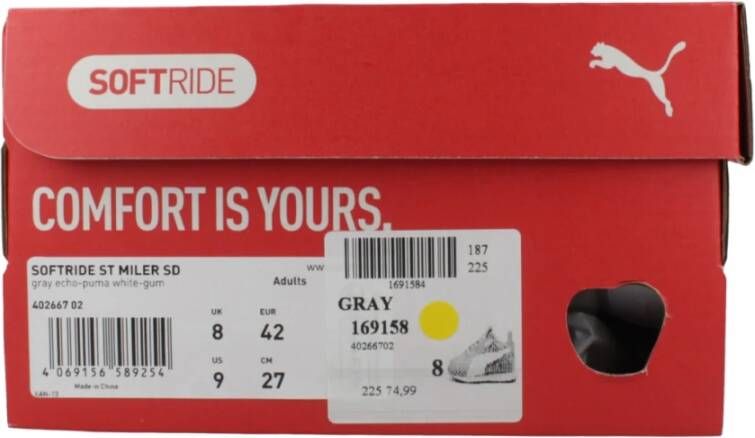 SOFTRIDE
COMFORT IS YOURS.
SOFTRIDE ST MILER SD
gray echo-puma white-gum
402667 02
www
Adults
UK EUR
8 42
US CM
9 27
4 069156 589254
Made in China
187
225
1691584
GRAY
169158
40266702
8
225 74,99